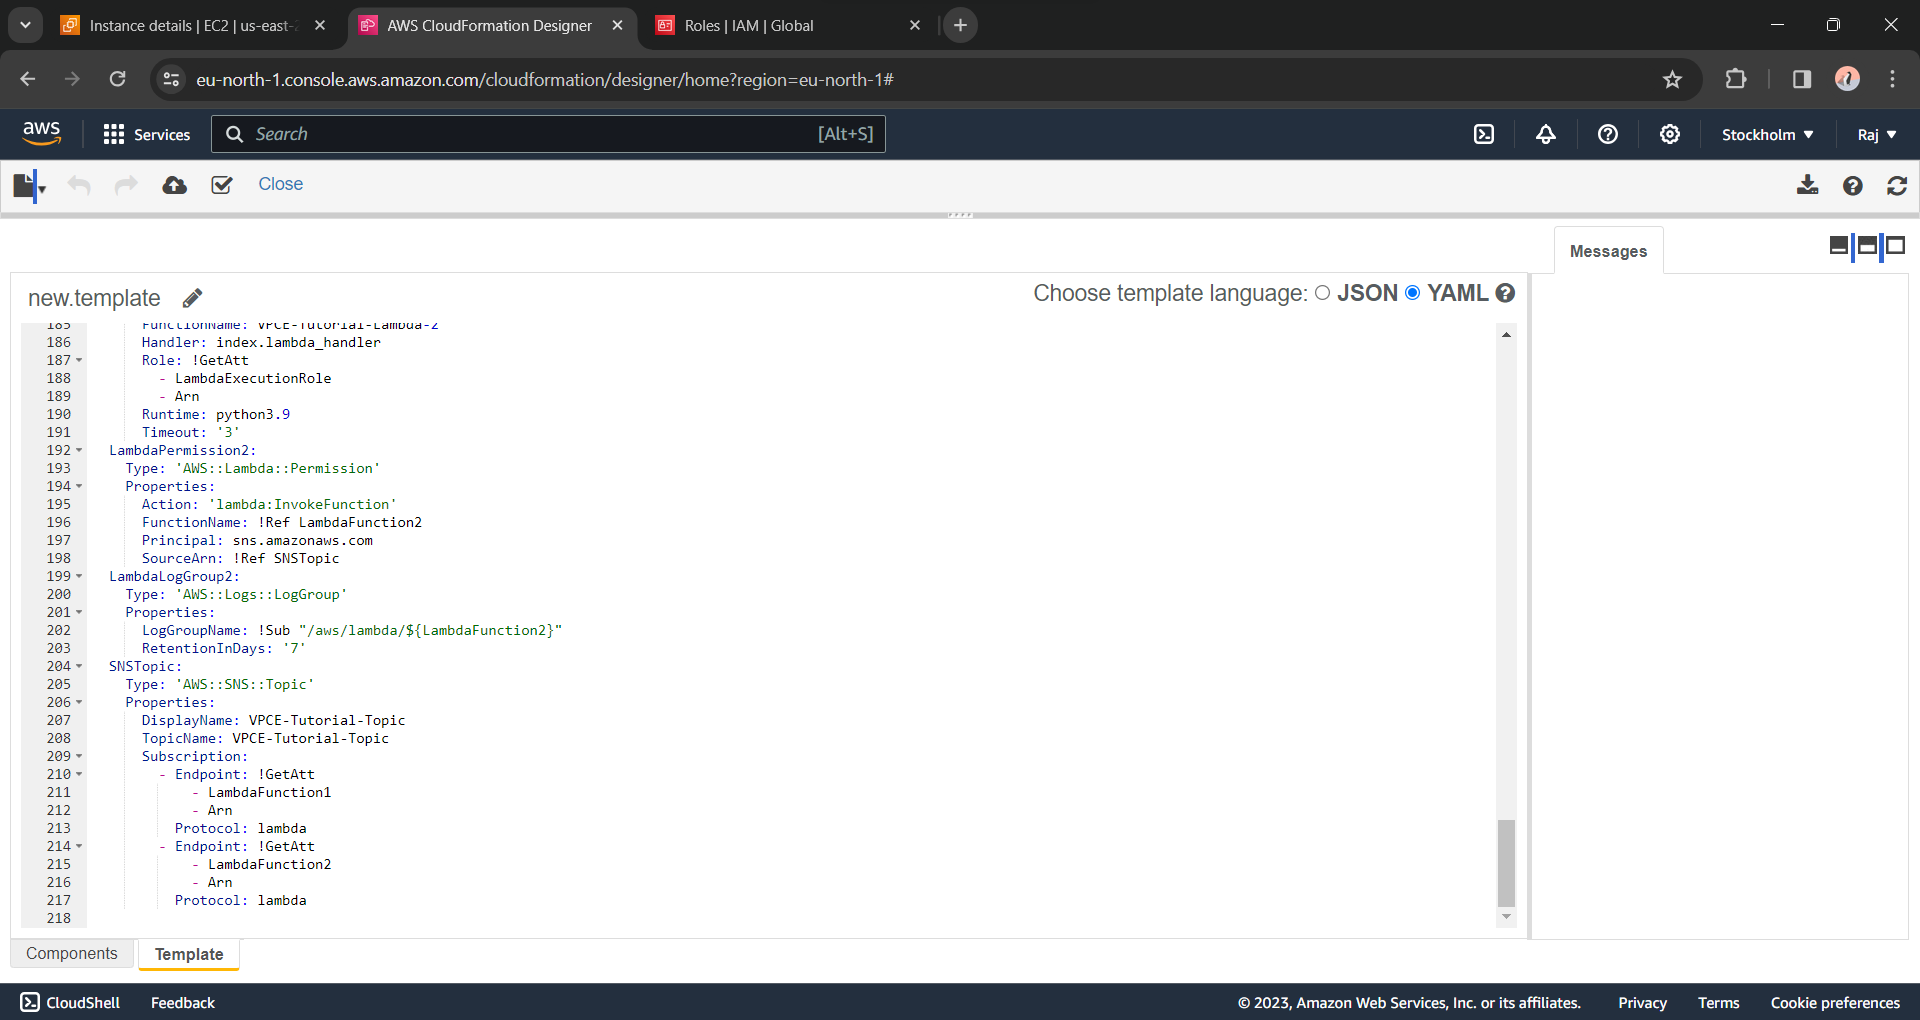 Instance details | EC2 | us-east-2
AWS CloudFormation Designer
Roles | IAM | Global
eu-north-1.console.aws.amazon.com/cloudformation/designer/home?region=eu-north-1#
aws
Services
Search
[Alt+S]
Stockholm
Raj
Close
Messages
new.template
Choose template language: JSON YAML
185 FunctionName: VPCE-Tutorial-Lambda-2
186 Handler: index.lambda_handler
187 Role: !GetAtt
188 - LambdaExecutionRole
189 - Arn
190 Runtime: python3.9
191 Timeout: '3'
192 LambdaPermission2:
193 Type: 'AWS::Lambda::Permission'
194 Properties:
195 Action: 'lambda:InvokeFunction'
196 FunctionName: !Ref LambdaFunction2
197 Principal: sns.amazonaws.com
198 SourceArn: !Ref SNSTopic
199 LambdaLogGroup2:
200 Type: 'AWS::Logs::LogGroup'
201 Properties:
202 LogGroupName: !Sub "/aws/lambda/${LambdaFunction2}"
203 RetentionInDays: '7'
204 SNSTopic:
205 Type: 'AWS::SNS::Topic'
206 Properties:
207 DisplayName: VPCE-Tutorial-Topic
208 TopicName: VPCE-Tutorial-Topic
209 Subscription:
210 - Endpoint: !GetAtt
211 - LambdaFunction1
212 - Arn
213 Protocol: lambda
214 - Endpoint: !GetAtt
215 - LambdaFunction2
216 - Arn
217 Protocol: lambda
218
Components
Template
CloudShell
Feedback
© 2023, Amazon Web Services, Inc. or its affiliates.
Privacy
Terms
Cookie preferences